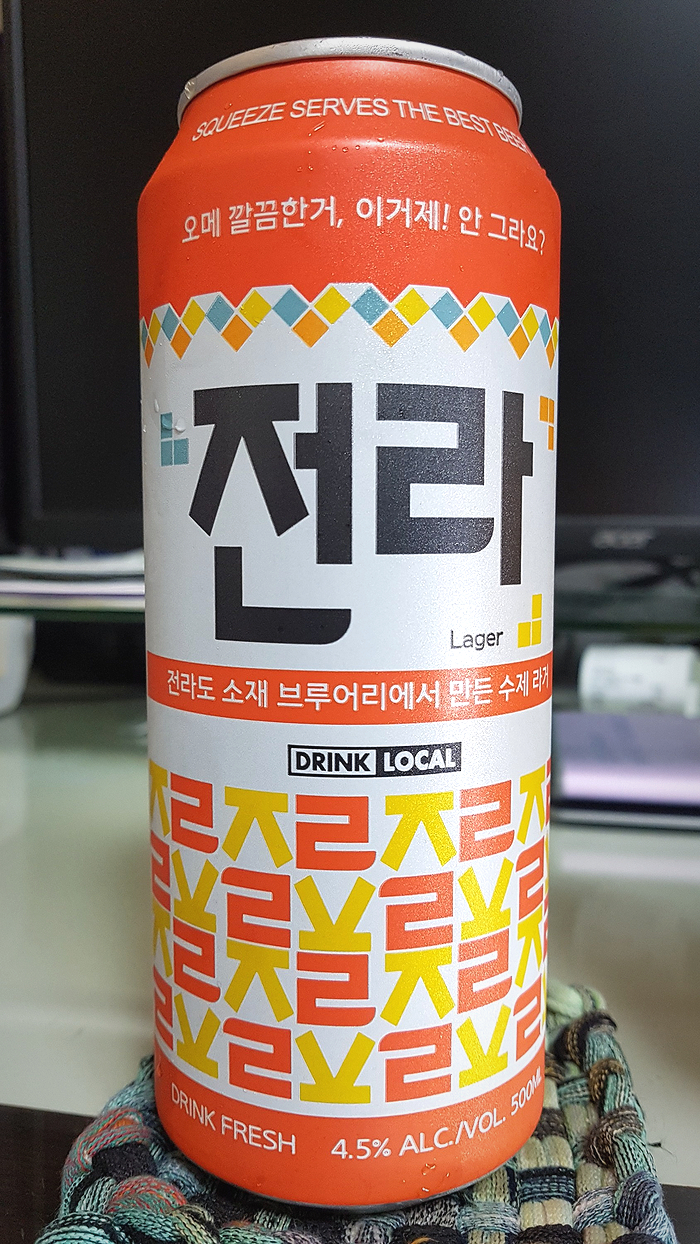 SQUEEZE SERVES THE BEST BEER
오메 깔끔한거, 이거제! 안 그라요?
전라
Lager
전라도 소재 브루어리에서 만든 수제 라거
DRINK LOCAL
DRINK FRESH 4.5% ALC./VOL. 500ML
acer